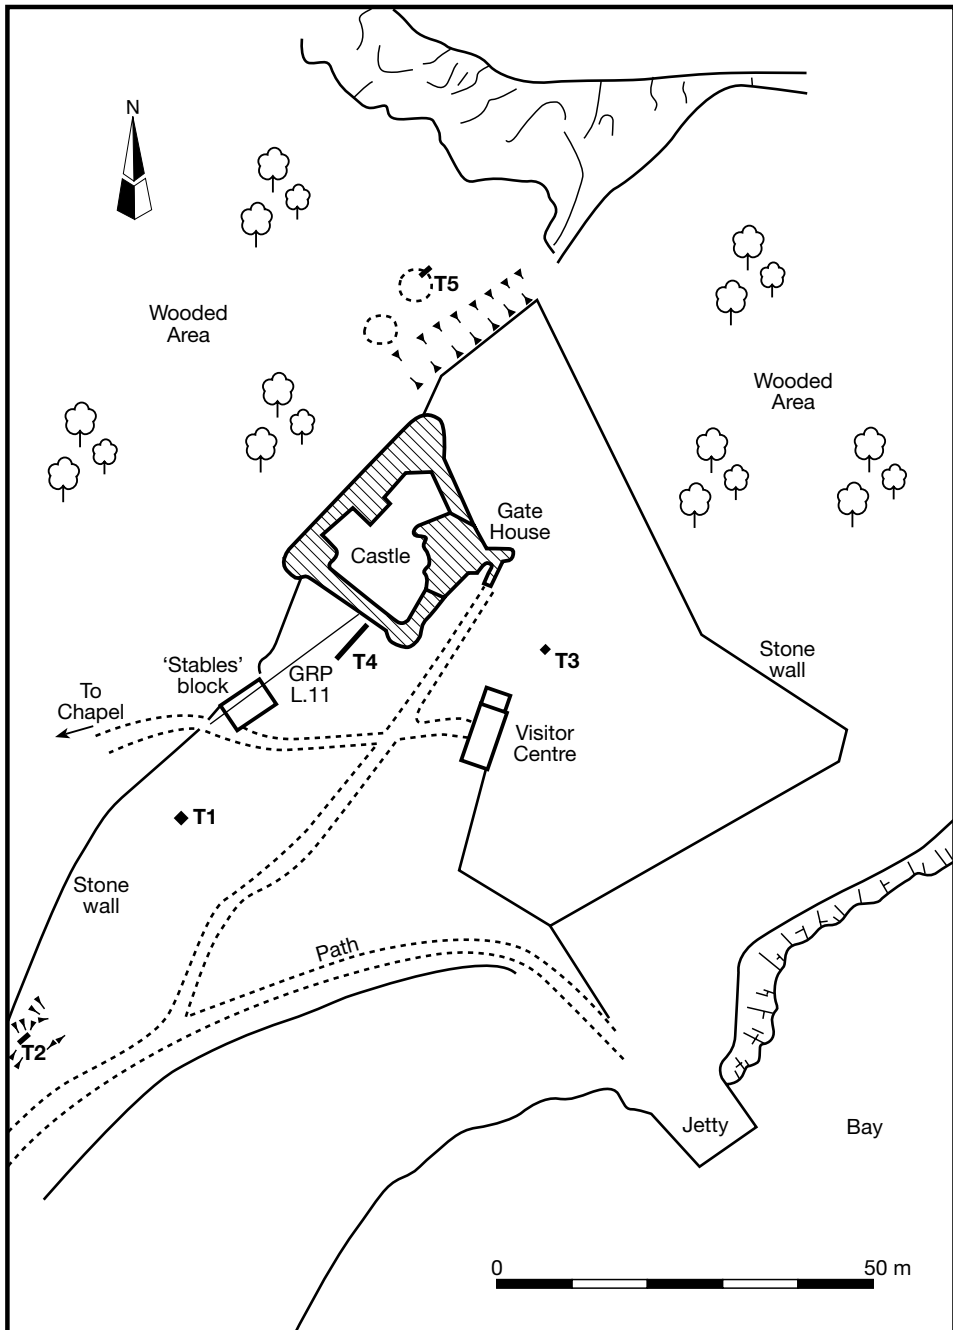 N
T5
Wooded
Area
Wooded
Area
Gate
House
Castle
T3
Stone
wall
T4
GRP
L.11
'Stables'
block
To
Chapel
Visitor
Centre
T1
Stone
wall
Path
T2
Jetty
Bay
0
50 m